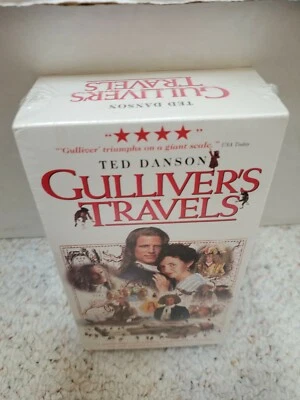 GULLIVER'S
TRAVELS
TED DANSON
★★★★
"'Gulliver' triumphs on a giant scale." USA Today
TED DANSON
GULLIVER'S
TRAVELS